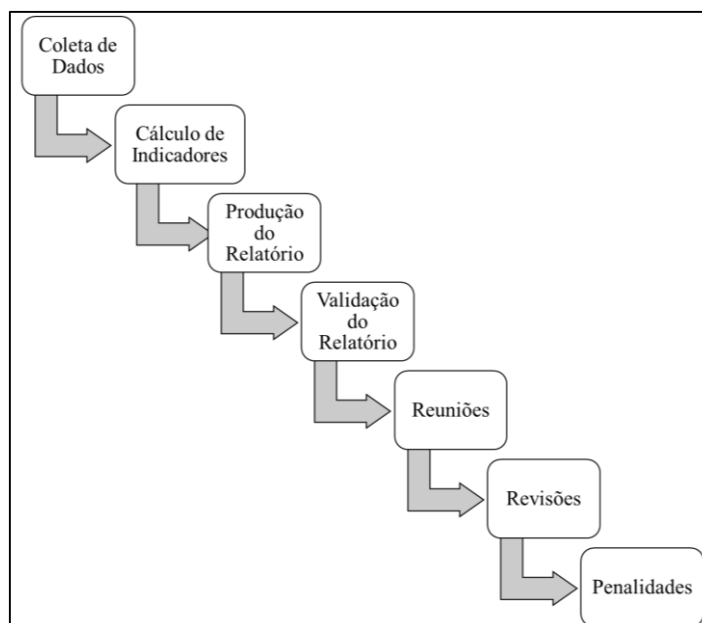 Coleta de
Dados
Cálculo de
Indicadores
Produção
do
Relatório
Validação
do
Relatório
Reuniões
Revisões
Penalidades